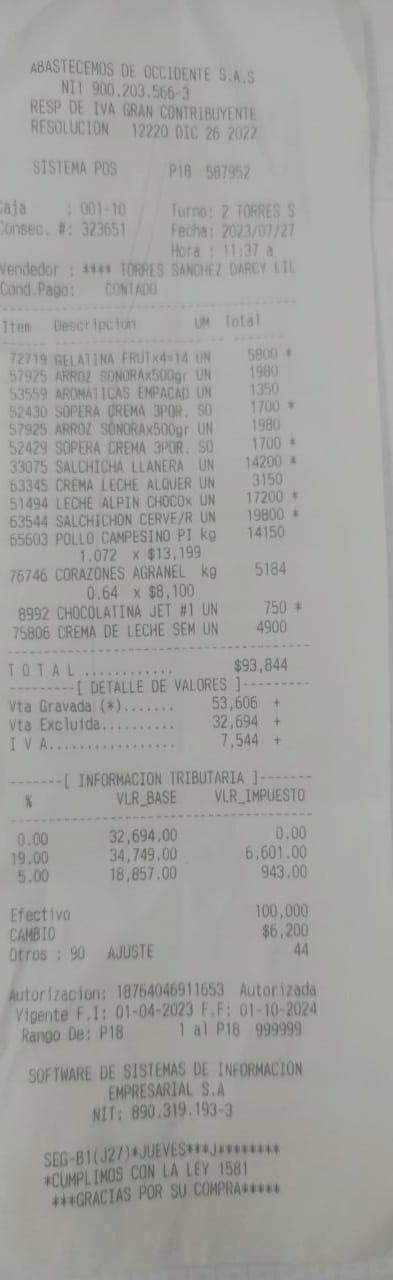 ABASTECEMOS DE OCCIDENTE S.A.S
NIT 900.203.566-3
RESP DE IVA GRAN CONTRIBUYENTE
RESOLUCION 12220 DIC 26 2022
SISTEMA POS P18 587952
Caja : 001-10 Turno: 2 TORRES S
Consec. #: 323651 Fecha: 2023/07/27
Hora : 11:37 a
Vendedor : **** TORRES SANCHEZ DARCY LIL
Cond.Pago: CONTADO
Item Descripcion UM Total
72719 GELATINA FRUTx4=14 UN 5800 *
57925 ARROZ SONORAx500gr UN 1980
53559 AROMATICAS EMPACAD UN 1350
52430 SOPERA CREMA 3POR. SO 1700 *
57925 ARROZ SONORAx500gr UN 1980
52429 SOPERA CREMA 3POR. SO 1700 *
33075 SALCHICHA LLANERA UN 14200 *
63345 CREMA LECHE ALQUER UN 3150
51494 LECHE ALPIN CHOCOx UN 17200 *
63544 SALCHICHON CERVE/R UN 19800 *
65603 POLLO CAMPESINO PI kg 14150
1.072 x $13,199
76746 CORAZONES AGRANEL kg 5184
0.64 x $8,100
8992 CHOCOLATINA JET #1 UN 750 *
75806 CREMA DE LECHE SEM UN 4900
T O T A L ............ $93,844
---------[ DETALLE DE VALORES ]---------
Vta Gravada (*)....... 53,606 +
Vta Excluida.......... 32,694 +
I V A................. 7,544 +
-------[ INFORMACION TRIBUTARIA ]-------
% VLR_BASE VLR_IMPUESTO
0.00 32,694.00 0.00
19.00 34,749.00 6,601.00
5.00 18,857.00 943.00
Efectivo 100,000
CAMBIO $6,200
Otros : 90 AJUSTE 44
Autorizacion: 18764046911653 Autorizada
Vigente F.I: 01-04-2023 F.F: 01-10-2024
Rango De: P18 1 al P18 999999
SOFTWARE DE SISTEMAS DE INFORMACION
EMPRESARIAL S.A
NIT: 890.319.193-3
SEG-B1(J27)*JUEVES***J********
*CUMPLIMOS CON LA LEY 1581
***GRACIAS POR SU COMPRA*****